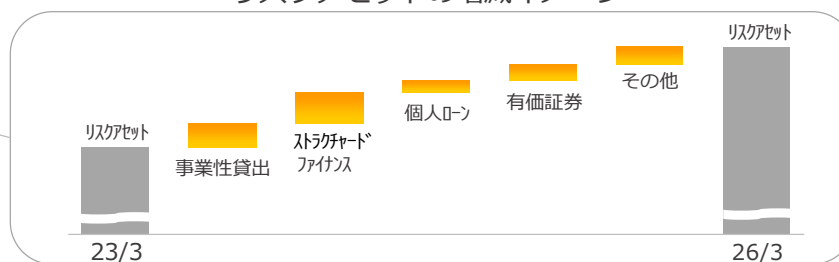 リスクアセット
事業性貸出
ストラクチャード
ファイナンス
個人ローン
有価証券
その他
リスクアセット
23/3
26/3